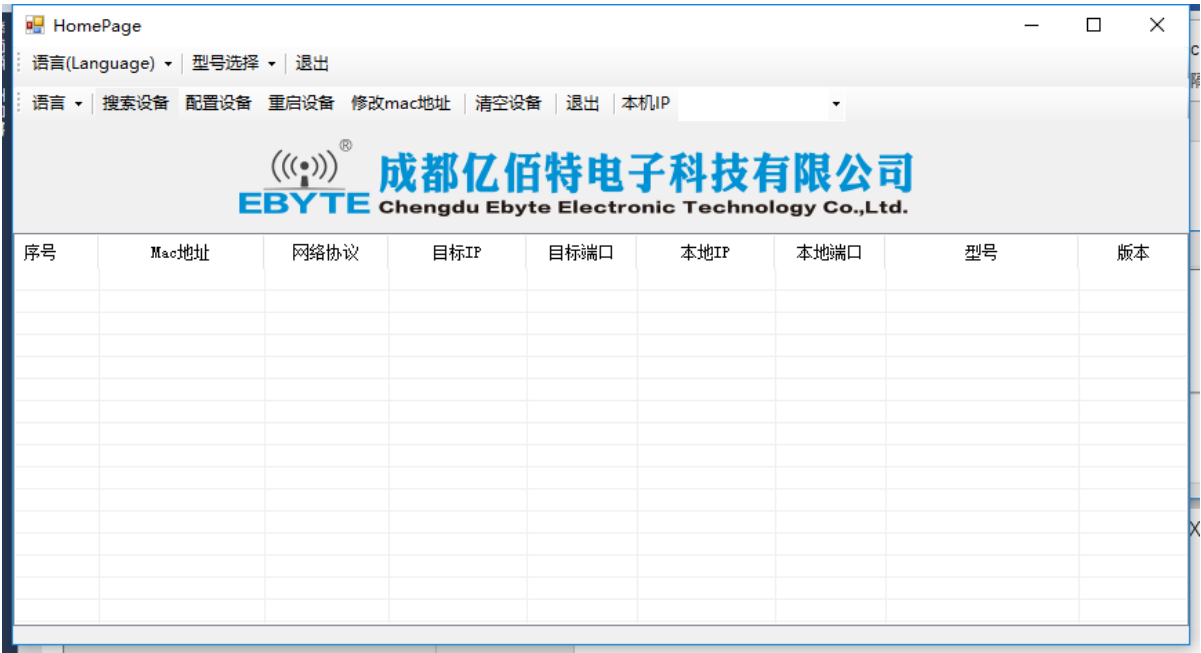 HomePage
语言(Language) 型号选择 退出
语言 搜索设备 配置设备 重启设备 修改mac地址 清空设备 退出 本机IP
® 成都亿佰特电子科技有限公司
EBYTE Chengdu Ebyte Electronic Technology Co.,Ltd.
序号 Mac地址 网络协议 目标IP 目标端口 本地IP 本地端口 型号 版本